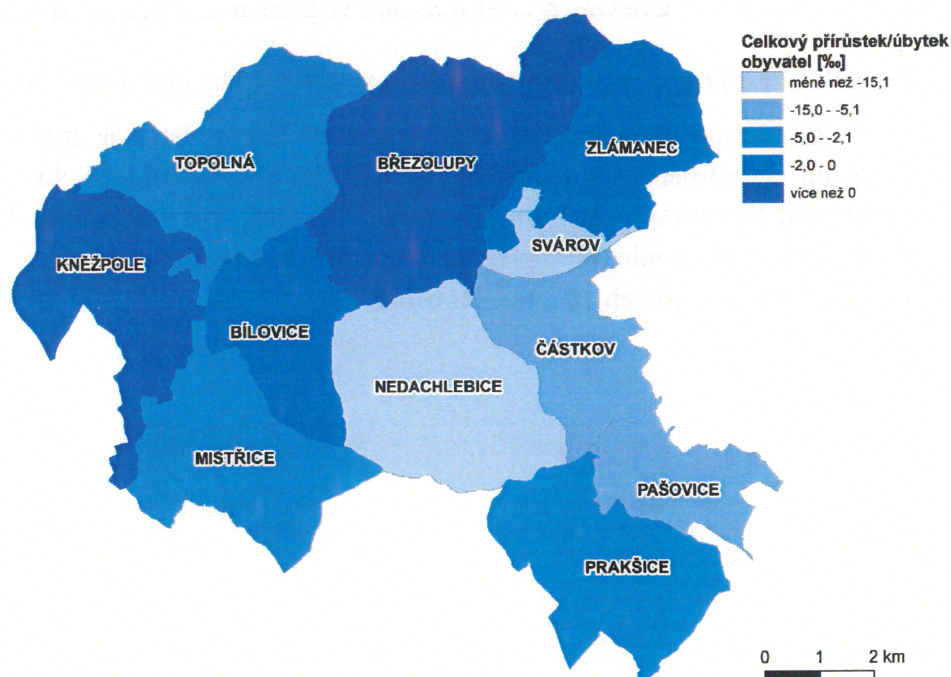 Celkový přírůstek/úbytek
obyvatel [‰]
méně než -15,1
-15,0 - -5,1
-5,0 - -2,1
-2,0 - 0
více než 0
TOPOLNÁ
BŘEZOLUPY
ZLÁMANEC
SVÁROV
KNĚŽPOLE
BÍLOVICE
ČÁSTKOV
NEDACHLEBICE
MISTŘICE
PAŠOVICE
PRAKŠICE
0 1 2 km